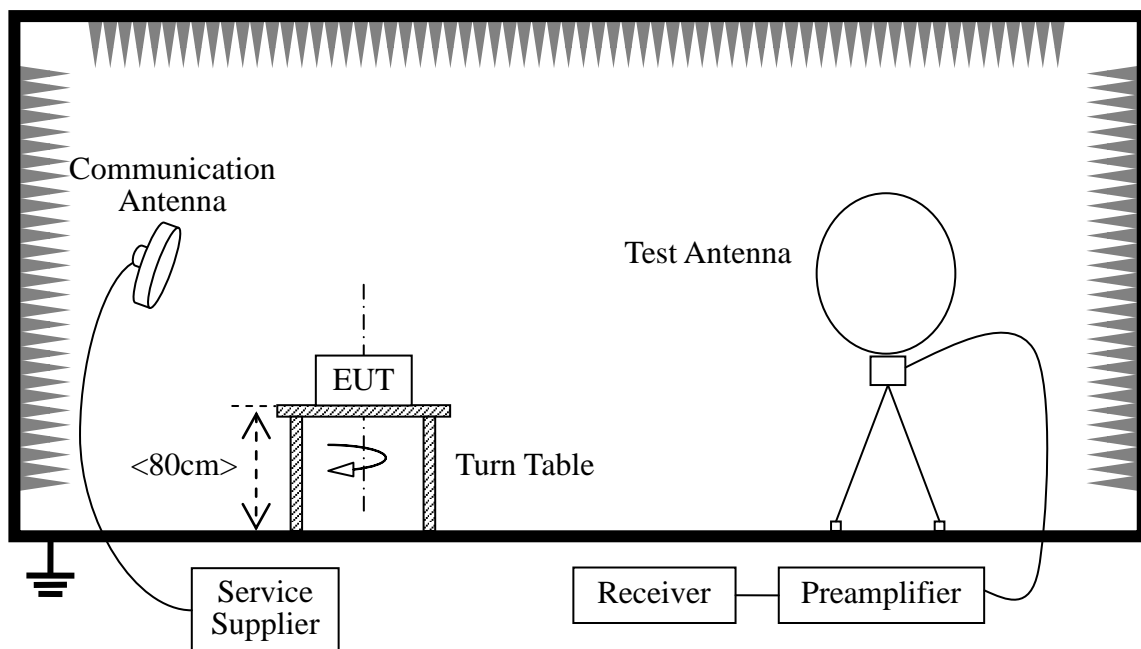 Communication
Antenna
Test Antenna
EUT
<80cm>
Turn Table
Service
Supplier
Receiver
Preamplifier